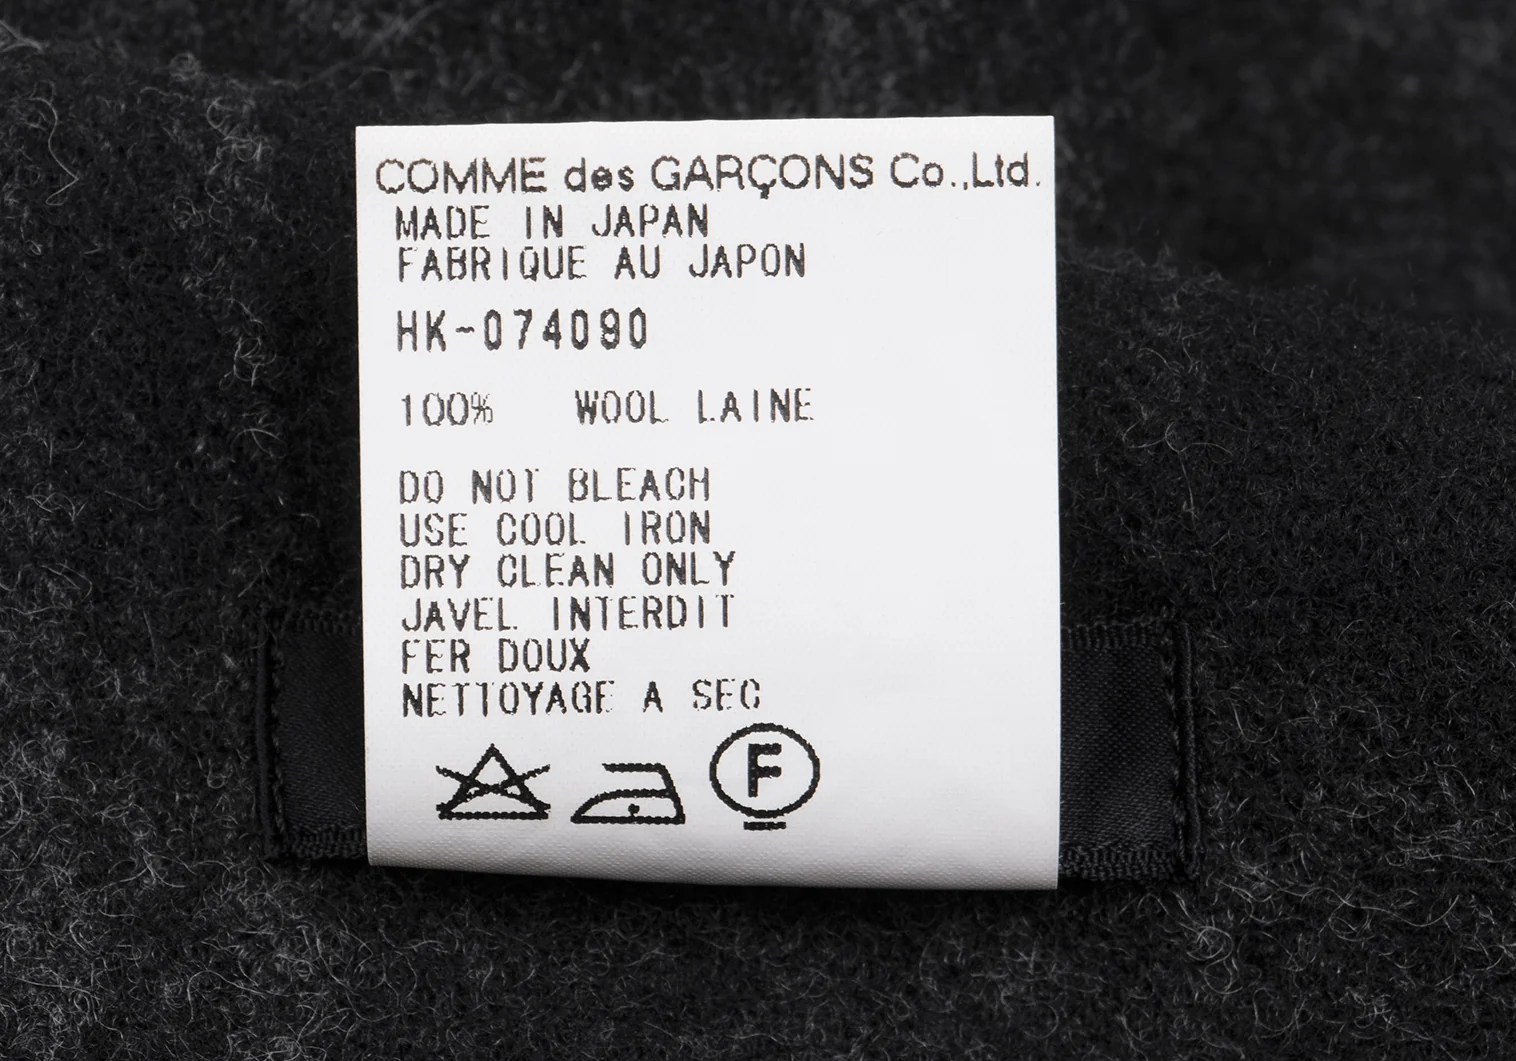 COMME des GARÇONS Co.,Ltd.
MADE IN JAPAN
FABRIQUE AU JAPON
HK-074090
100% WOOL LAINE
DO NOT BLEACH
USE COOL IRON
DRY CLEAN ONLY
JAVEL INTERDIT
FER DOUX
NETTOYAGE A SEC
F